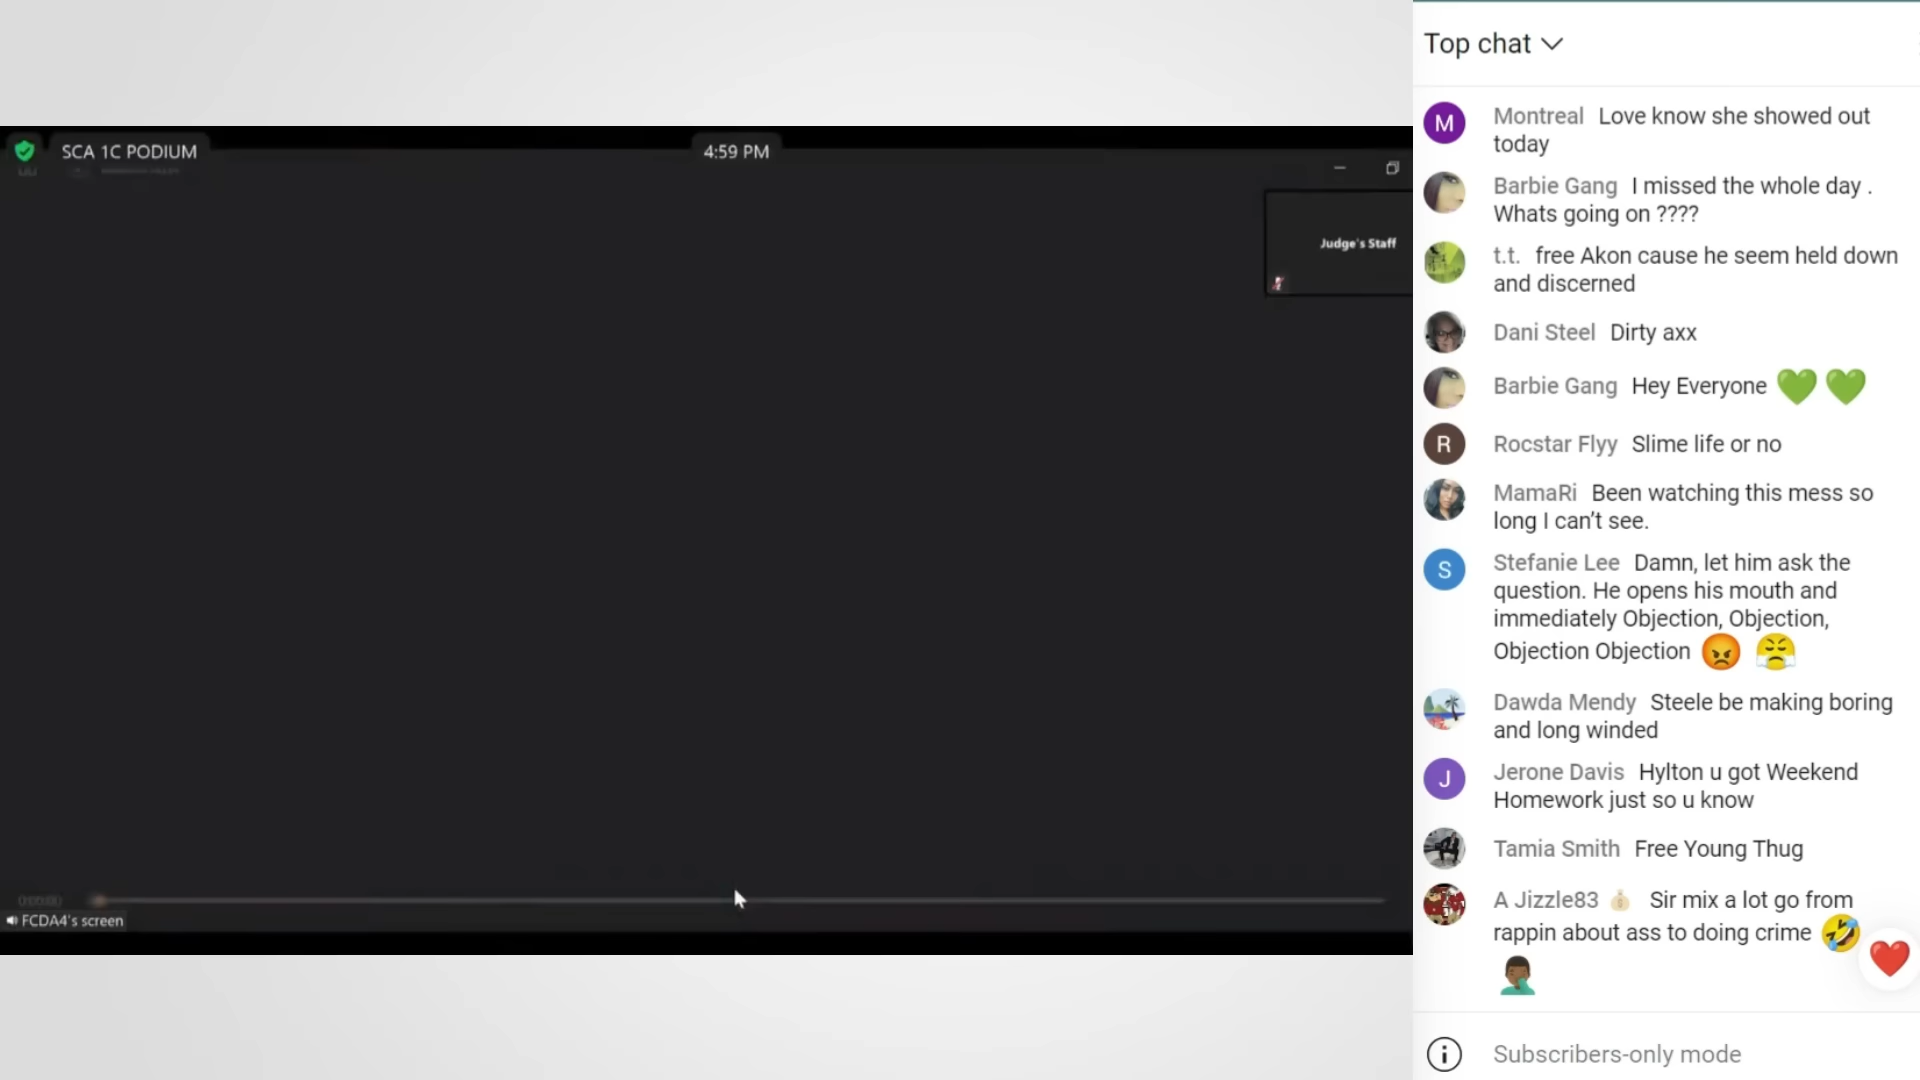 SCA 1C PODIUM
4:59 PM
Judge's Staff
FCDA4's screen
Top chat
M
Montreal Love know she showed out
today
Barbie Gang I missed the whole day .
Whats going on ????
t.t. free Akon cause he seem held down
and discerned
Dani Steel Dirty axx
Barbie Gang Hey Everyone 💚 💚
R
Rocstar Flyy Slime life or no
MamaRi Been watching this mess so
long I can’t see.
S
Stefanie Lee Damn, let him ask the
question. He opens his mouth and
immediately Objection, Objection,
Objection Objection 😡 😤
Dawda Mendy Steele be making boring
and long winded
J
Jerone Davis Hylton u got Weekend
Homework just so u know
Tamia Smith Free Young Thug
A Jizzle83 💰 Sir mix a lot go from
rappin about ass to doing crime 🤣
🤦🏾‍♂️
Subscribers-only mode